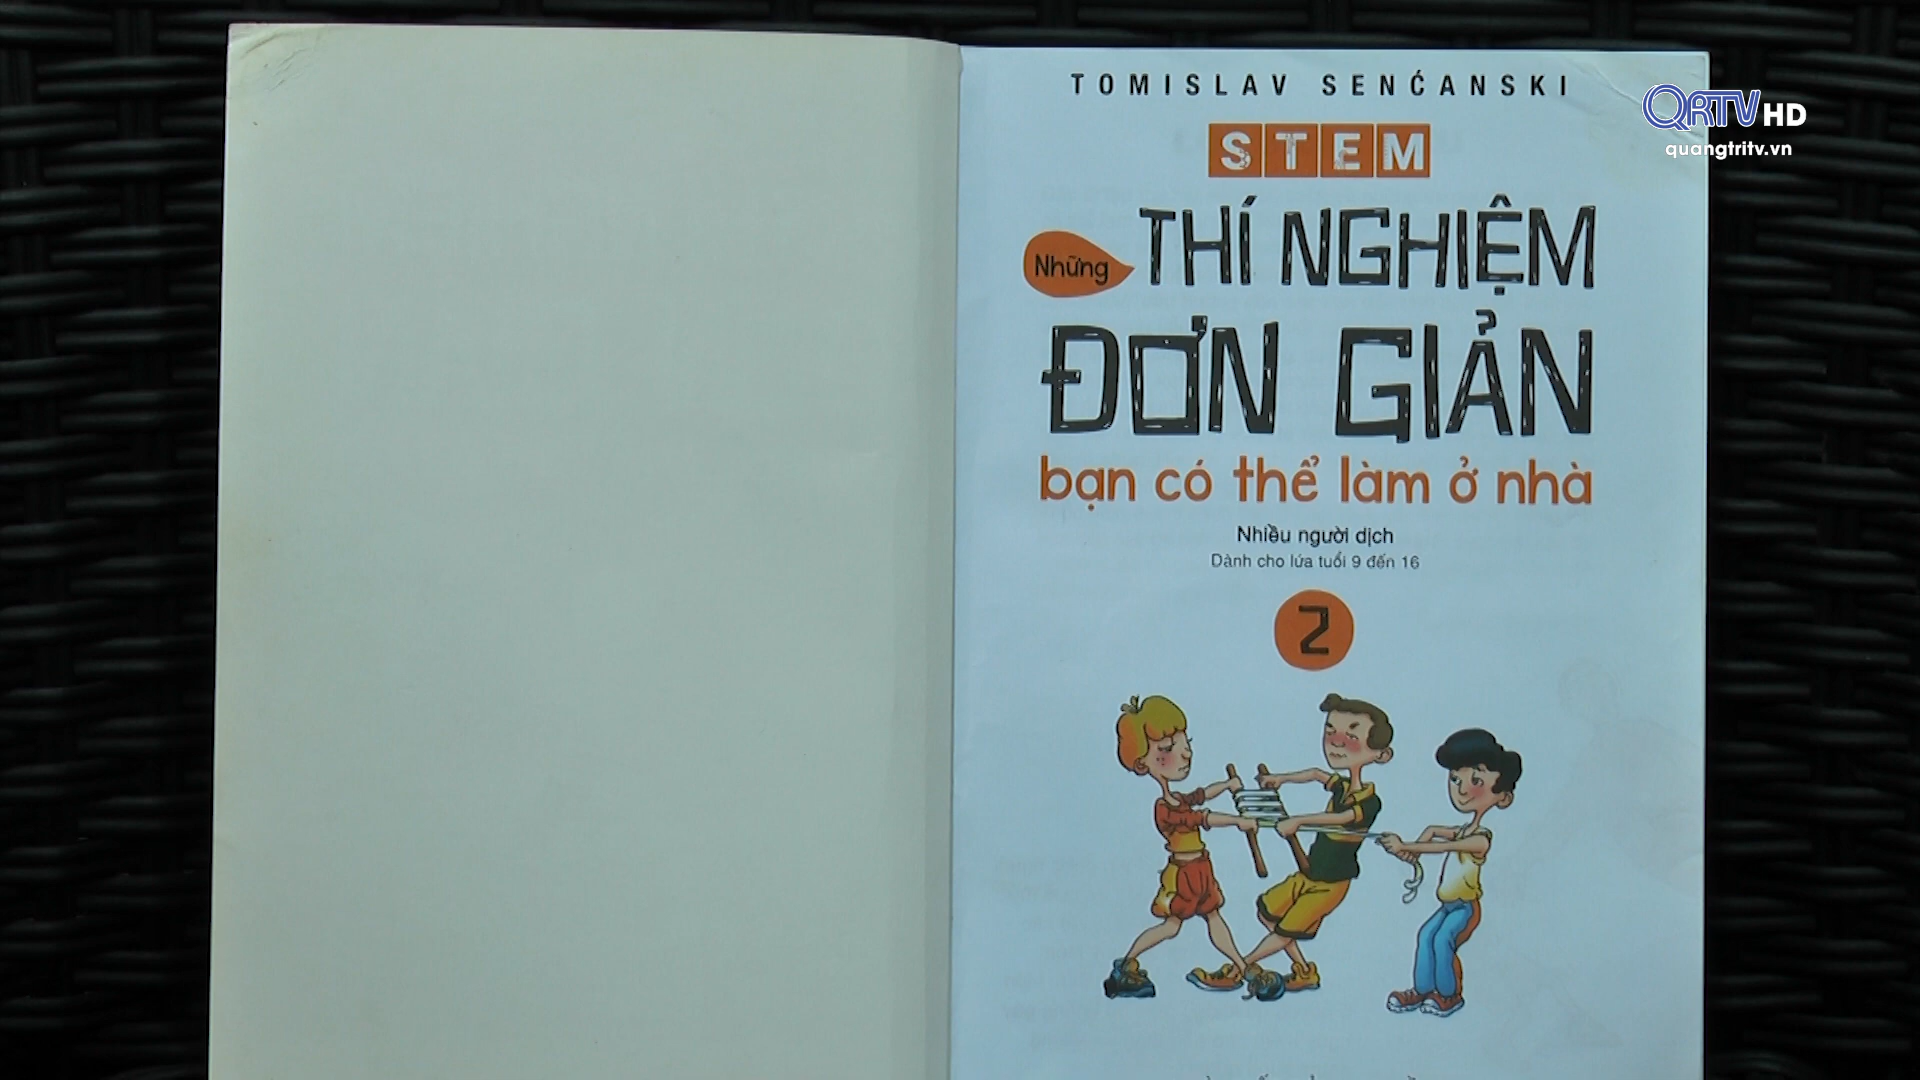 TOMISLAV SENĆANSKI
QRTV HD
quangtritv.vn
STEM
Những THÍ NGHIỆM
ĐƠN GIẢN
bạn có thể làm ở nhà
Nhiều người dịch
Dành cho lứa tuổi 9 đến 16
2